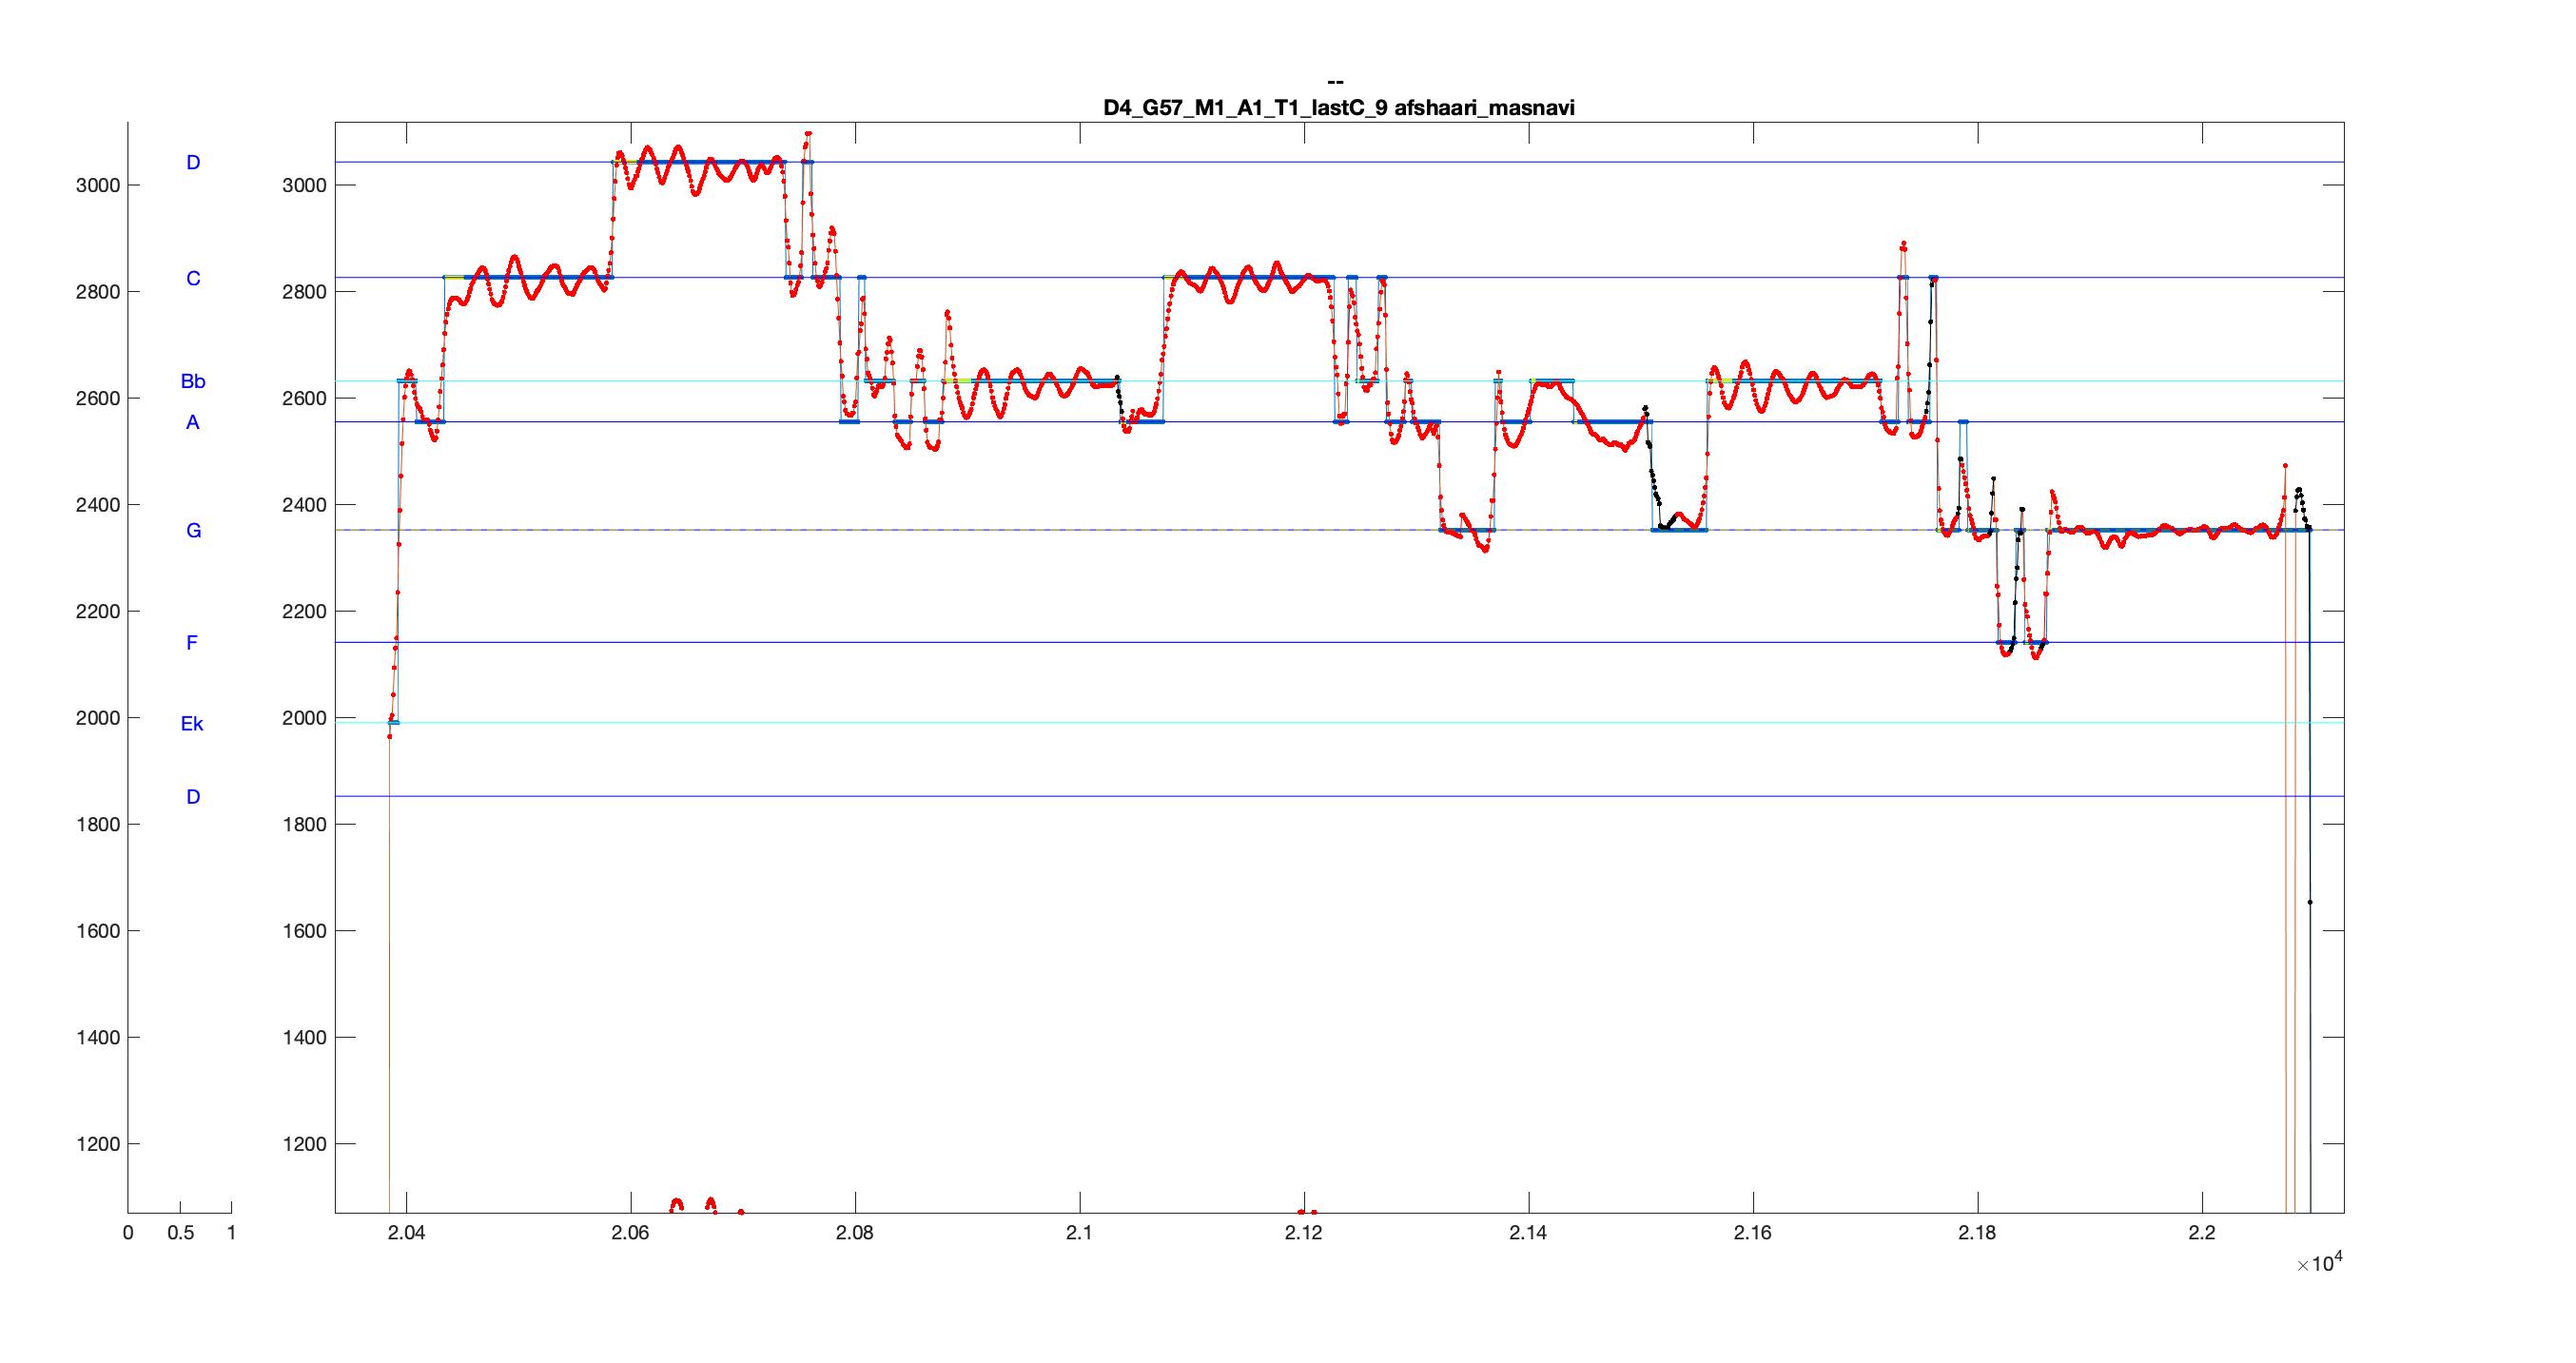 --
D4_G57_M1_A1_T1_lastC_9 afshaari_masnavi
3000 D 3000
2800 C 2800
Bb
2600 2600
A
2400 2400
G
2200 2200
F
2000 Ek 2000
D
1800 1800
1600 1600
1400 1400
1200 1200
0 0.5 1 2.04 2.06 2.08 2.1 2.12 2.14 2.16 2.18 2.2
×10⁴